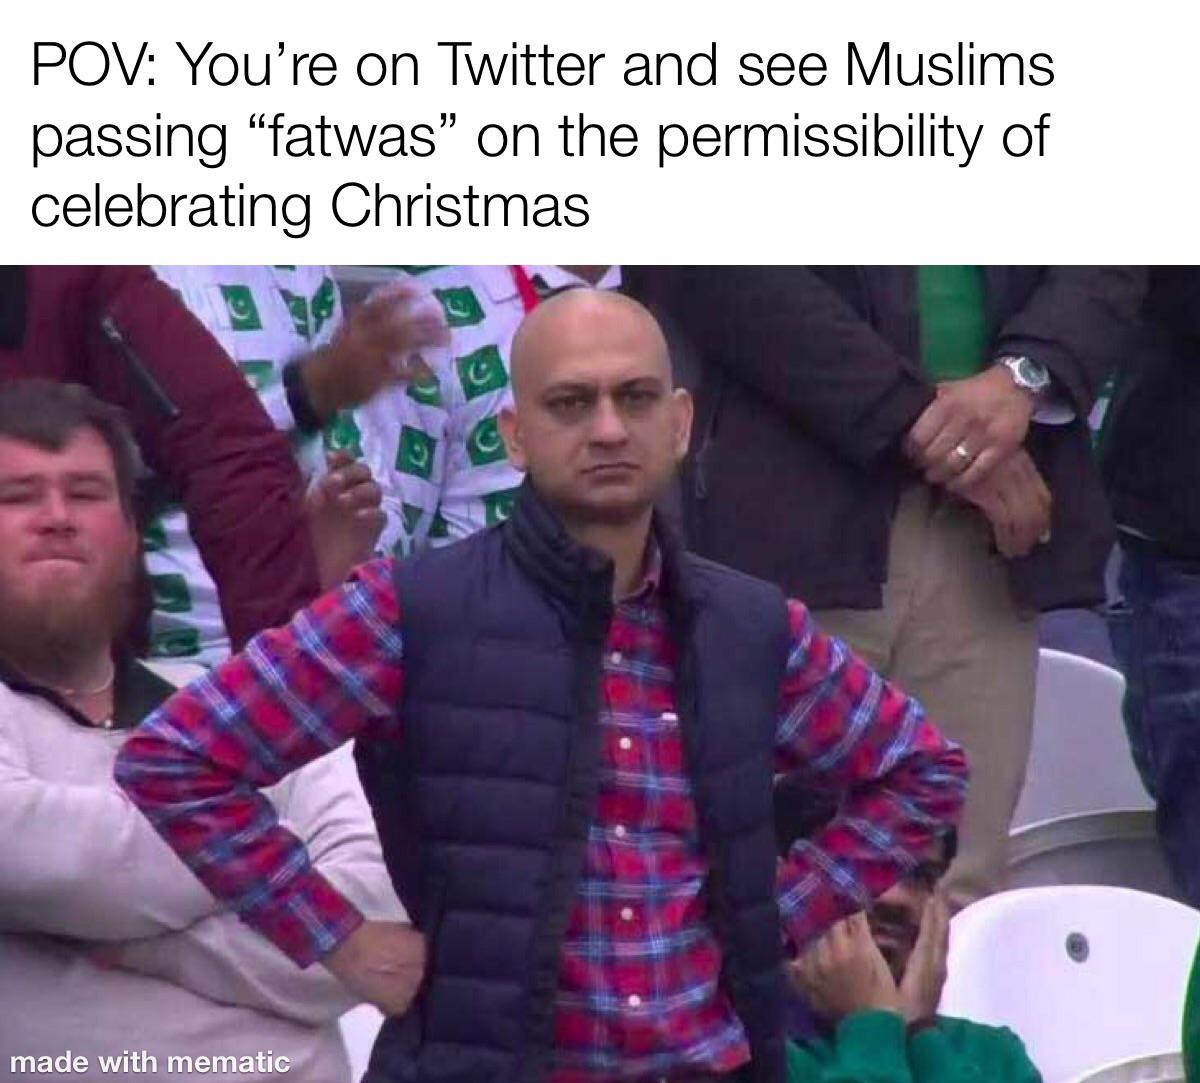 POV: You’re on Twitter and see Muslims
passing “fatwas” on the permissibility of
celebrating Christmas
made with mematic